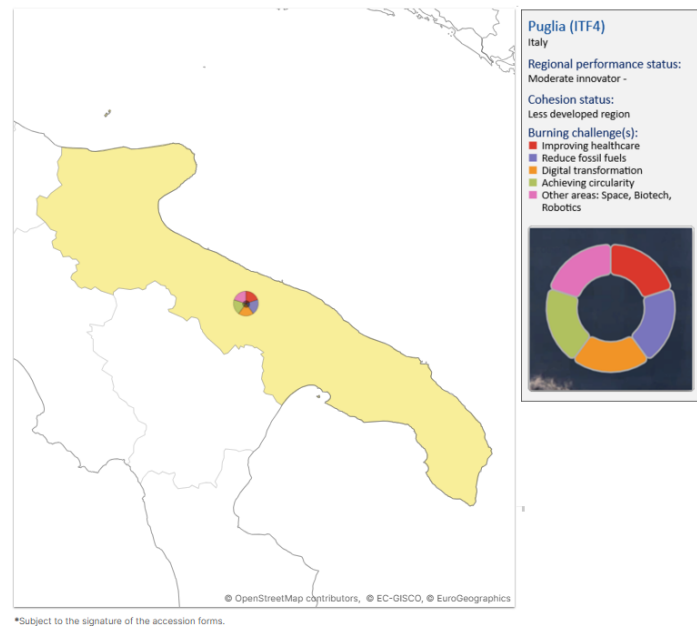 Puglia (ITF4)
Italy
Regional performance status:
Moderate innovator -
Cohesion status:
Less developed region
Burning challenge(s):
Improving healthcare
Reduce fossil fuels
Digital transformation
Achieving circularity
Other areas: Space, Biotech,
Robotics
© OpenStreetMap contributors, © EC-GISCO, © EuroGeographics
*Subject to the signature of the accession forms.